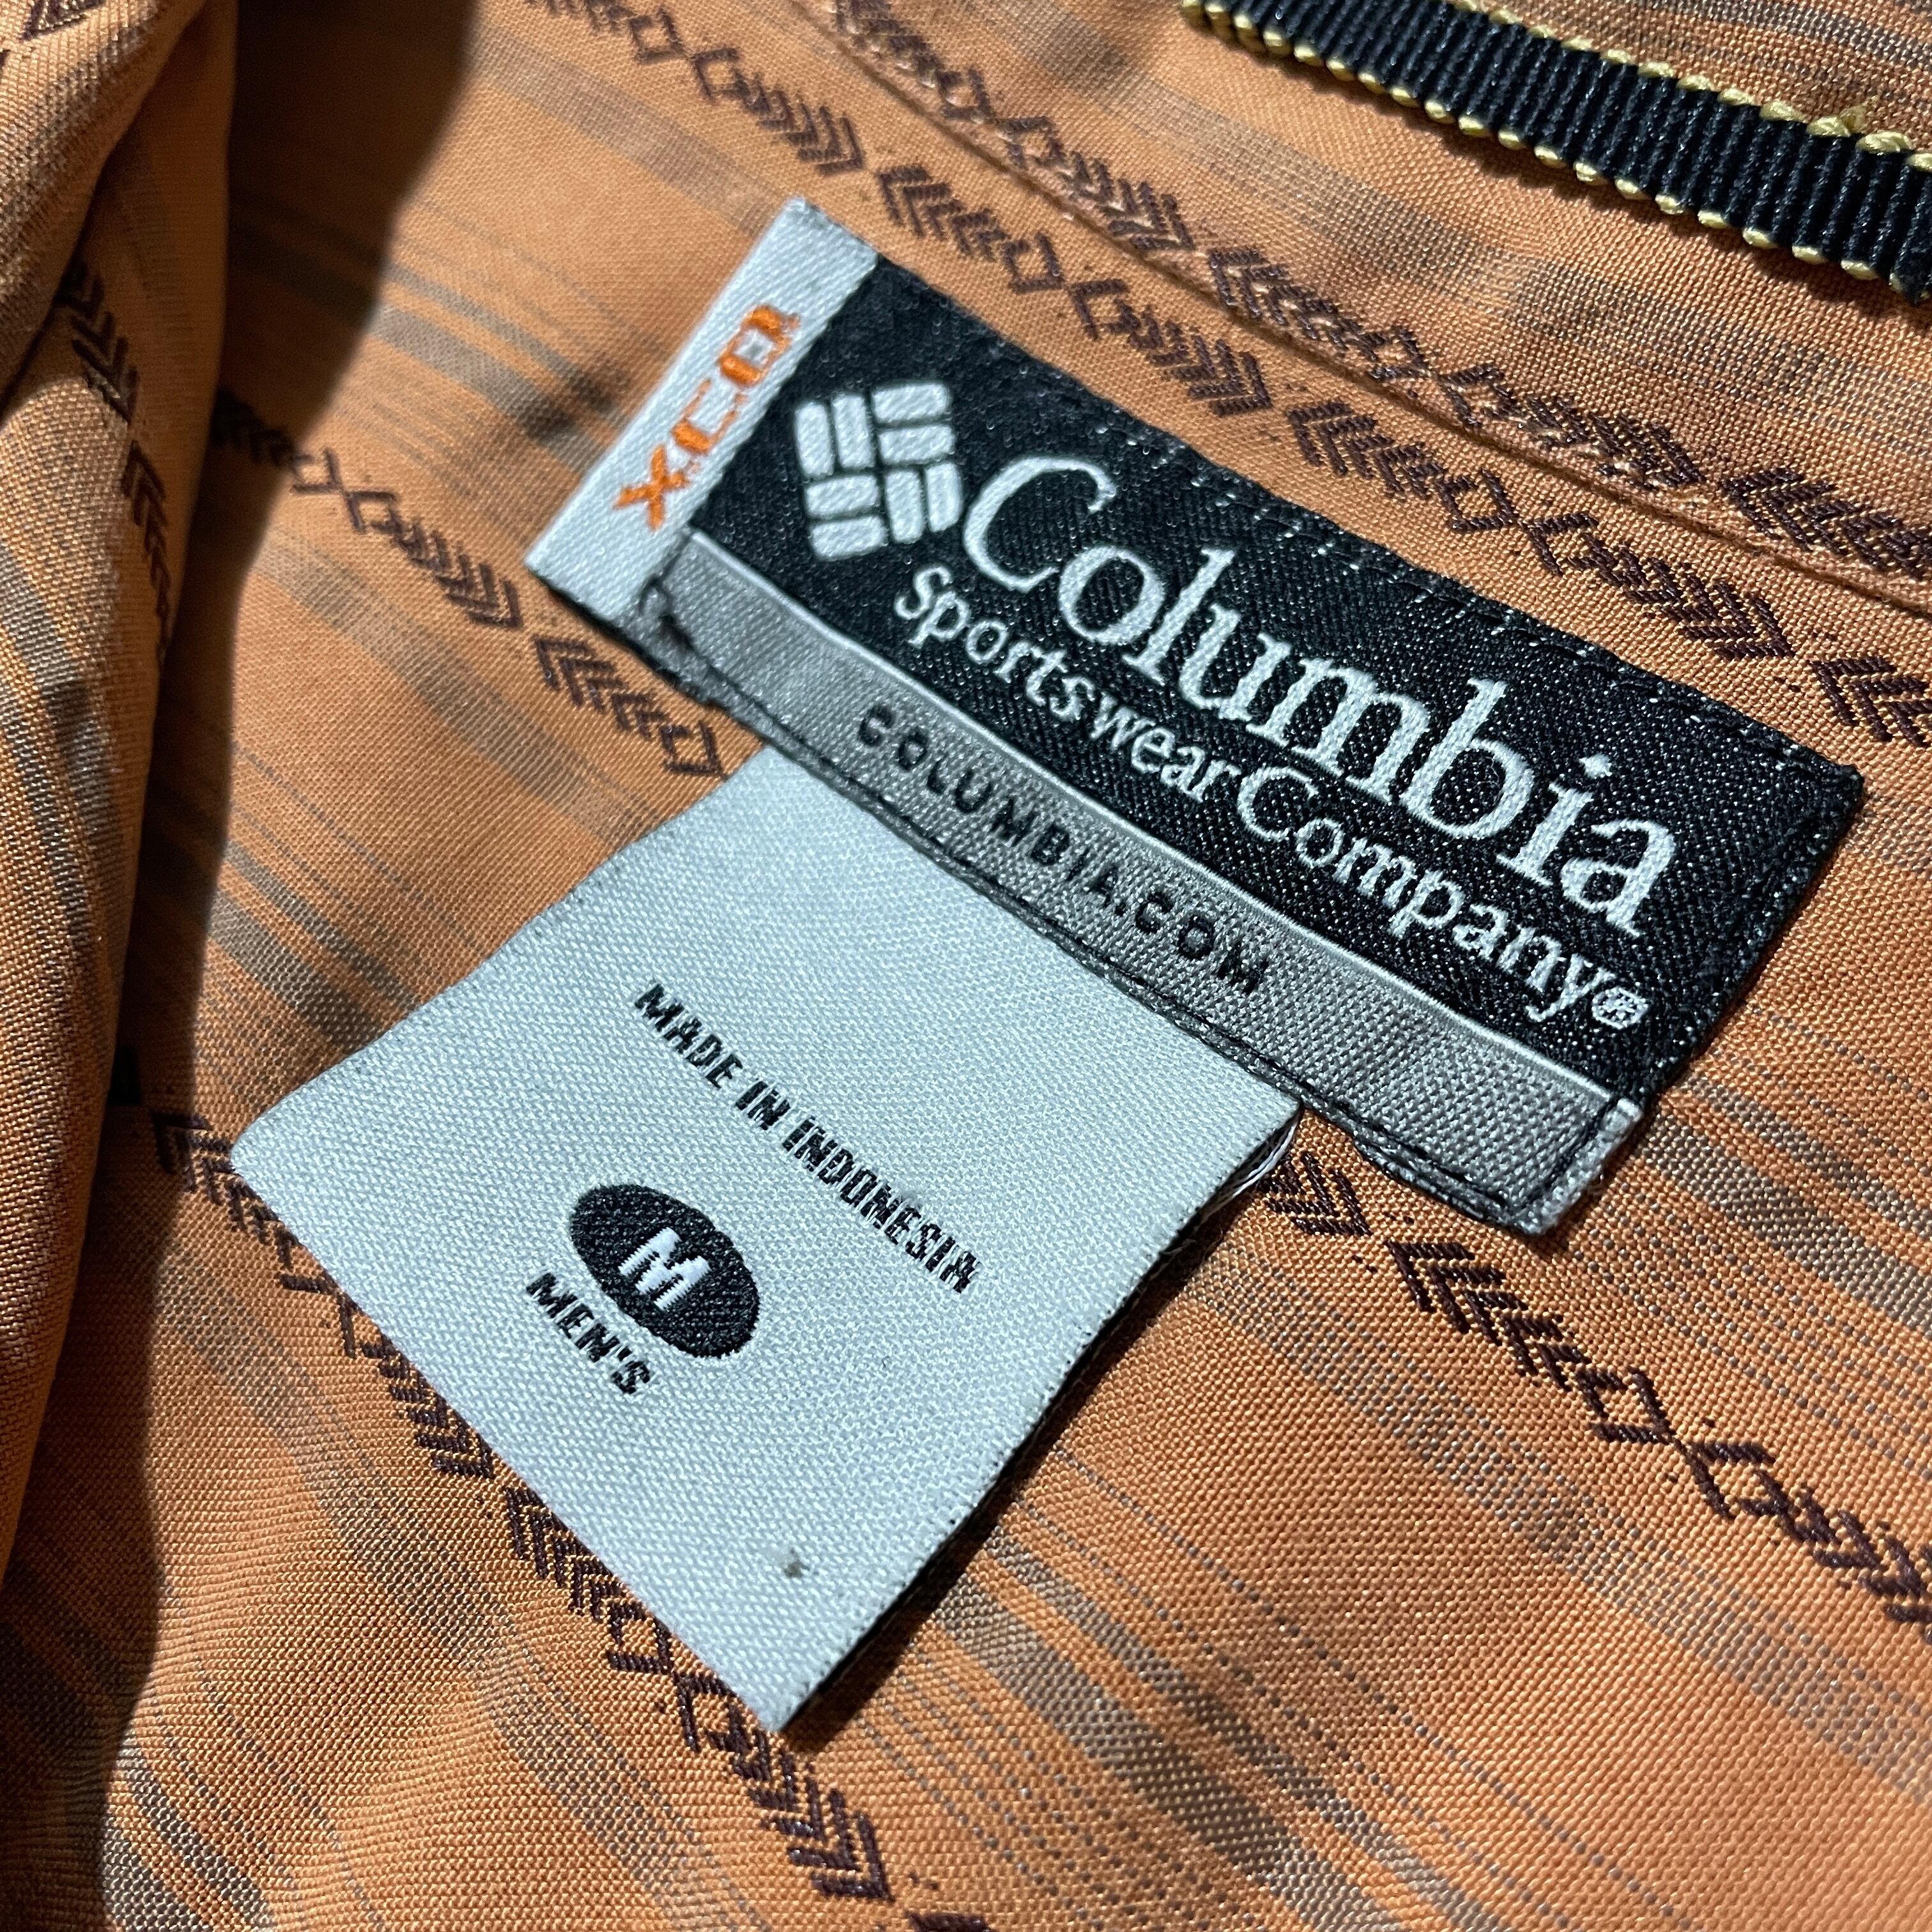 XCO
Columbia
Sportswear Company®
COLUMBIA.COM
MADE IN INDONESIA
M
MEN'S